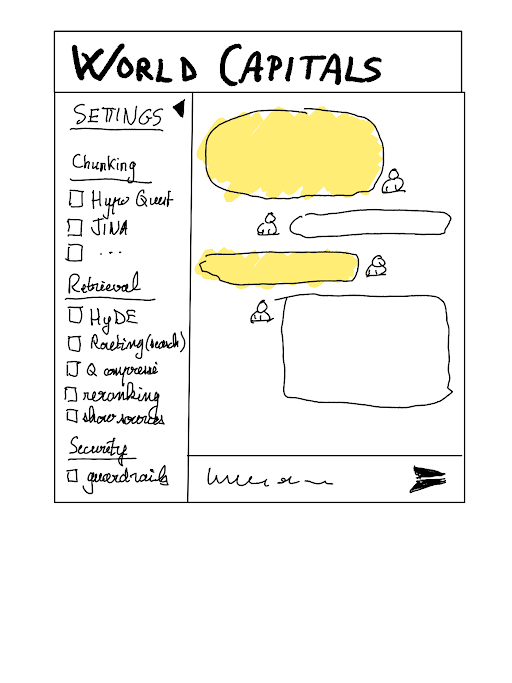 WORLD CAPITALS
SETTINGS
Chunking
Hypo Quest
JINA
...
Retrieval
HyDE
Routing (search)
Q compressé
reranking
show sources
Security
guardrails